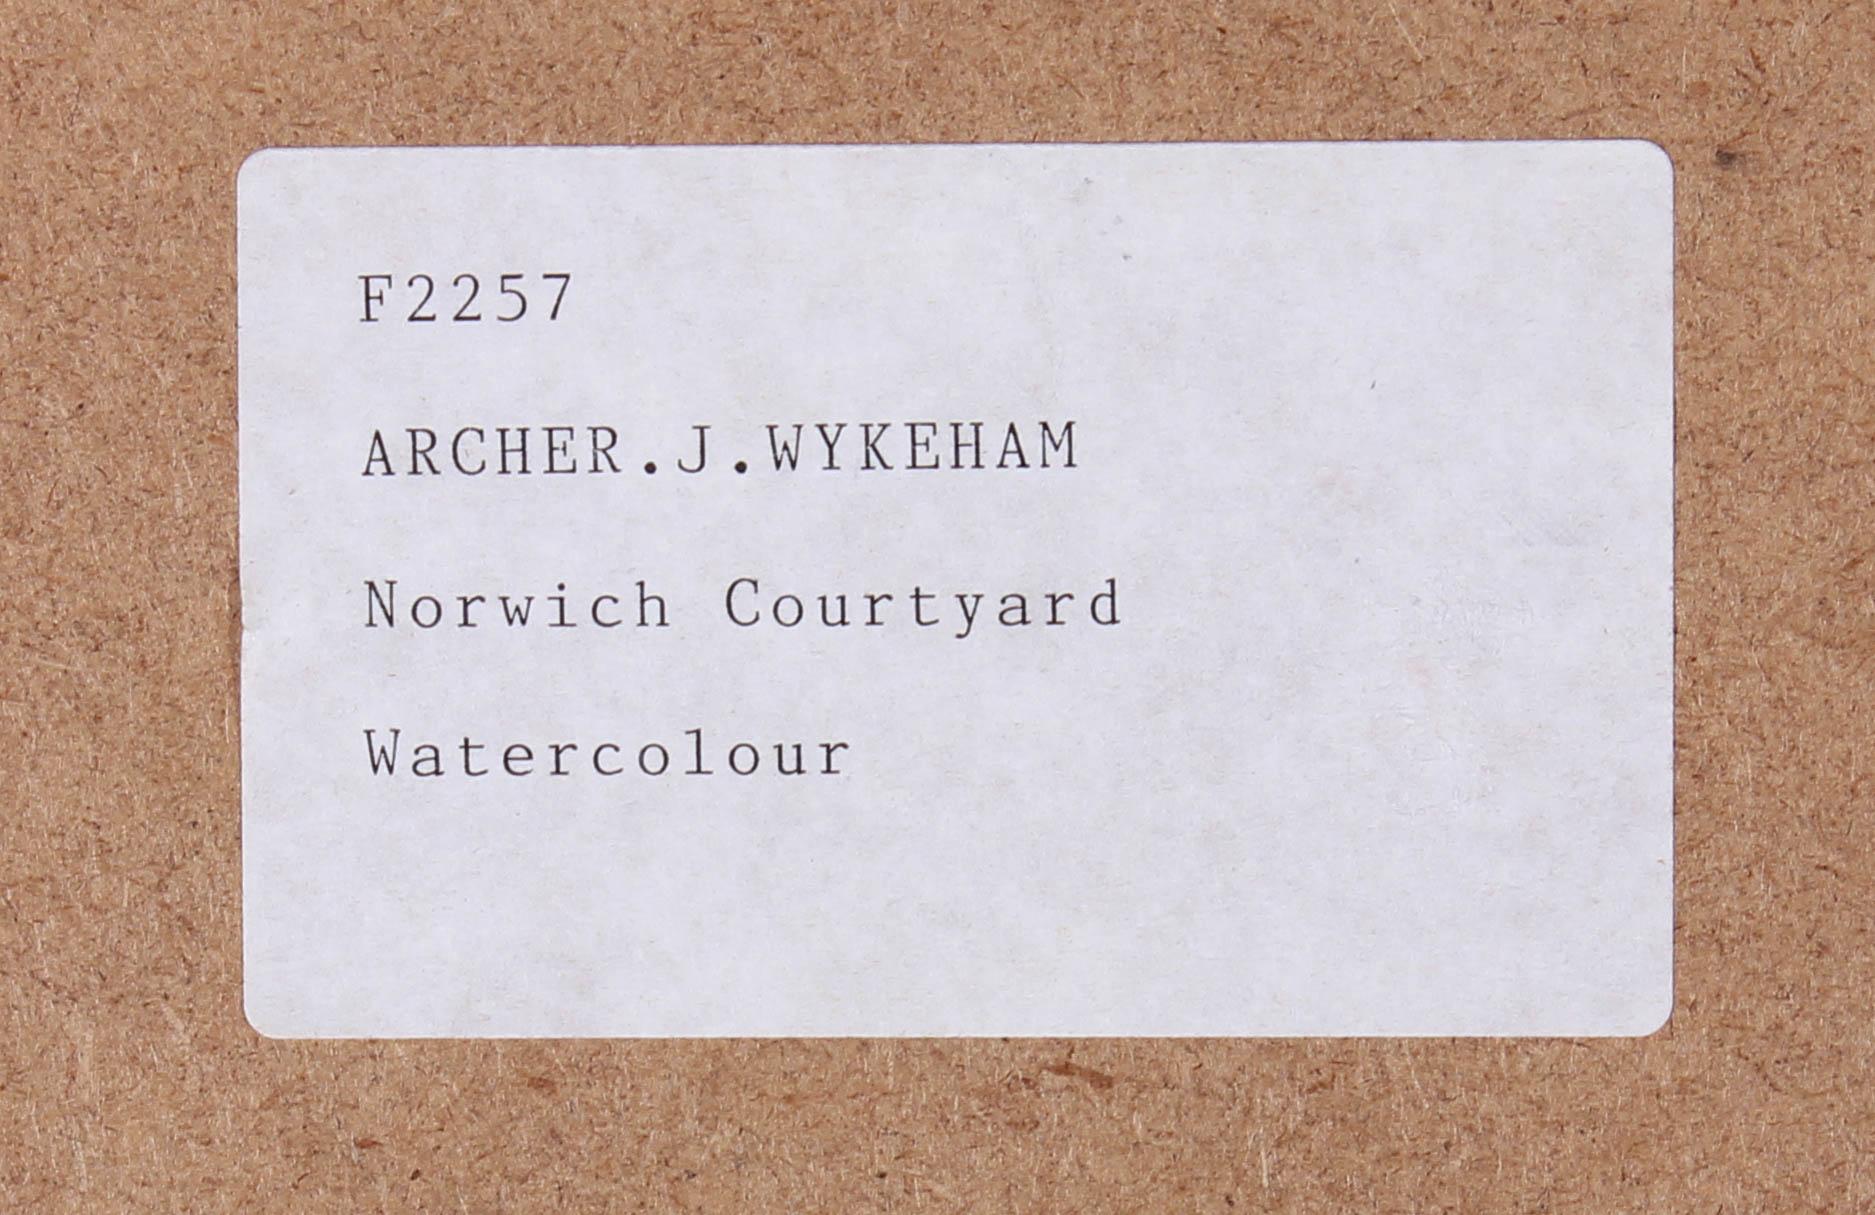 F2257
ARCHER.J.WYKEHAM
Norwich Courtyard
Watercolour